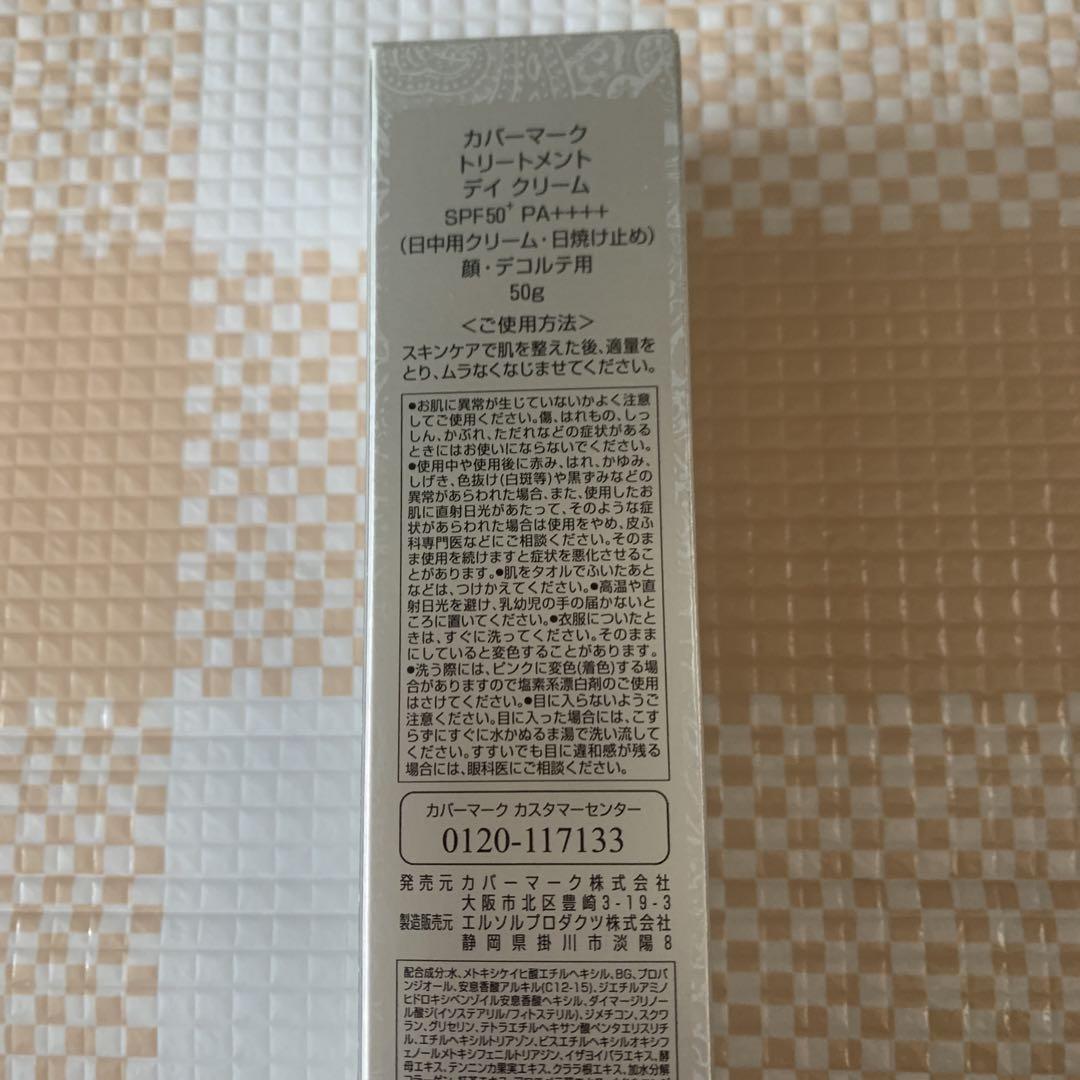 カバーマーク
トリートメント
デイ クリーム
SPF50+ PA++++
(日中用クリーム・日焼け止め)
顔・デコルテ用
50g
<ご使用方法>
スキンケアで肌を整えた後、適量を
とり、ムラなくなじませてください。
●お肌に異常が生じていないかよく注意
してご使用ください。傷、はれもの、しっ
しん、かぶれ、ただれなどの症状がある
ときにはお使いにならないでください。
●使用中や使用後に赤み、はれ、かゆみ、
しげき、色抜け(白斑等)や黒ずみなどの
異常があらわれた場合、また、使用したお
肌に直射日光があたって、そのような症
状があらわれた場合は使用をやめ、皮ふ
科専門医などにご相談ください。そのま
ま使用を続けますと症状を悪化させるこ
とがあります。●肌をタオルでふいたあと
などは、つけかえてください。●高温や直
射日光を避け、乳幼児の手の届かないと
ころに置いてください。●衣服についたと
きは、すぐに洗ってください。そのまま
にしていると変色することがあります。
●洗う際には、ピンクに変色(着色)する場
合がありますので塩素系漂白剤のご使用
はさけてください。●目に入らないようご
注意ください。目に入った場合には、こす
らずにすぐに水かぬるま湯で洗い流して
ください。すすいでも目に違和感が残る
場合には、眼科医にご相談ください。
カバーマーク カスタマーセンター
0120-117133
発売元 カバーマーク株式会社
大阪市北区豊崎3-19-3
製造販売元 エルソルプロダクツ株式会社
静岡県掛川市淡陽8
配合成分:水、メトキシケイヒ酸エチルヘキシル、BG、プロパ
ンジオール、安息香酸アルキル(C12-15)、ジエチルアミノ
ヒドロキシベンゾイル安息香酸ヘキシル、ダイマージリノー
ル酸ジ(イソステアリル/フィトステリル)、ジメチコン、スクワ
ラン、グリセリン、テトラエチルヘキサン酸ペンタエリスリチ
ル、エチルヘキシルトリアゾン、ビスエチルヘキシルオキシフ
ェノールメトキシフェニルトリアジン、イザヨイバラエキス、酵
母エキス、テンニンカ果実エキス、クララ根エキス、加水分解